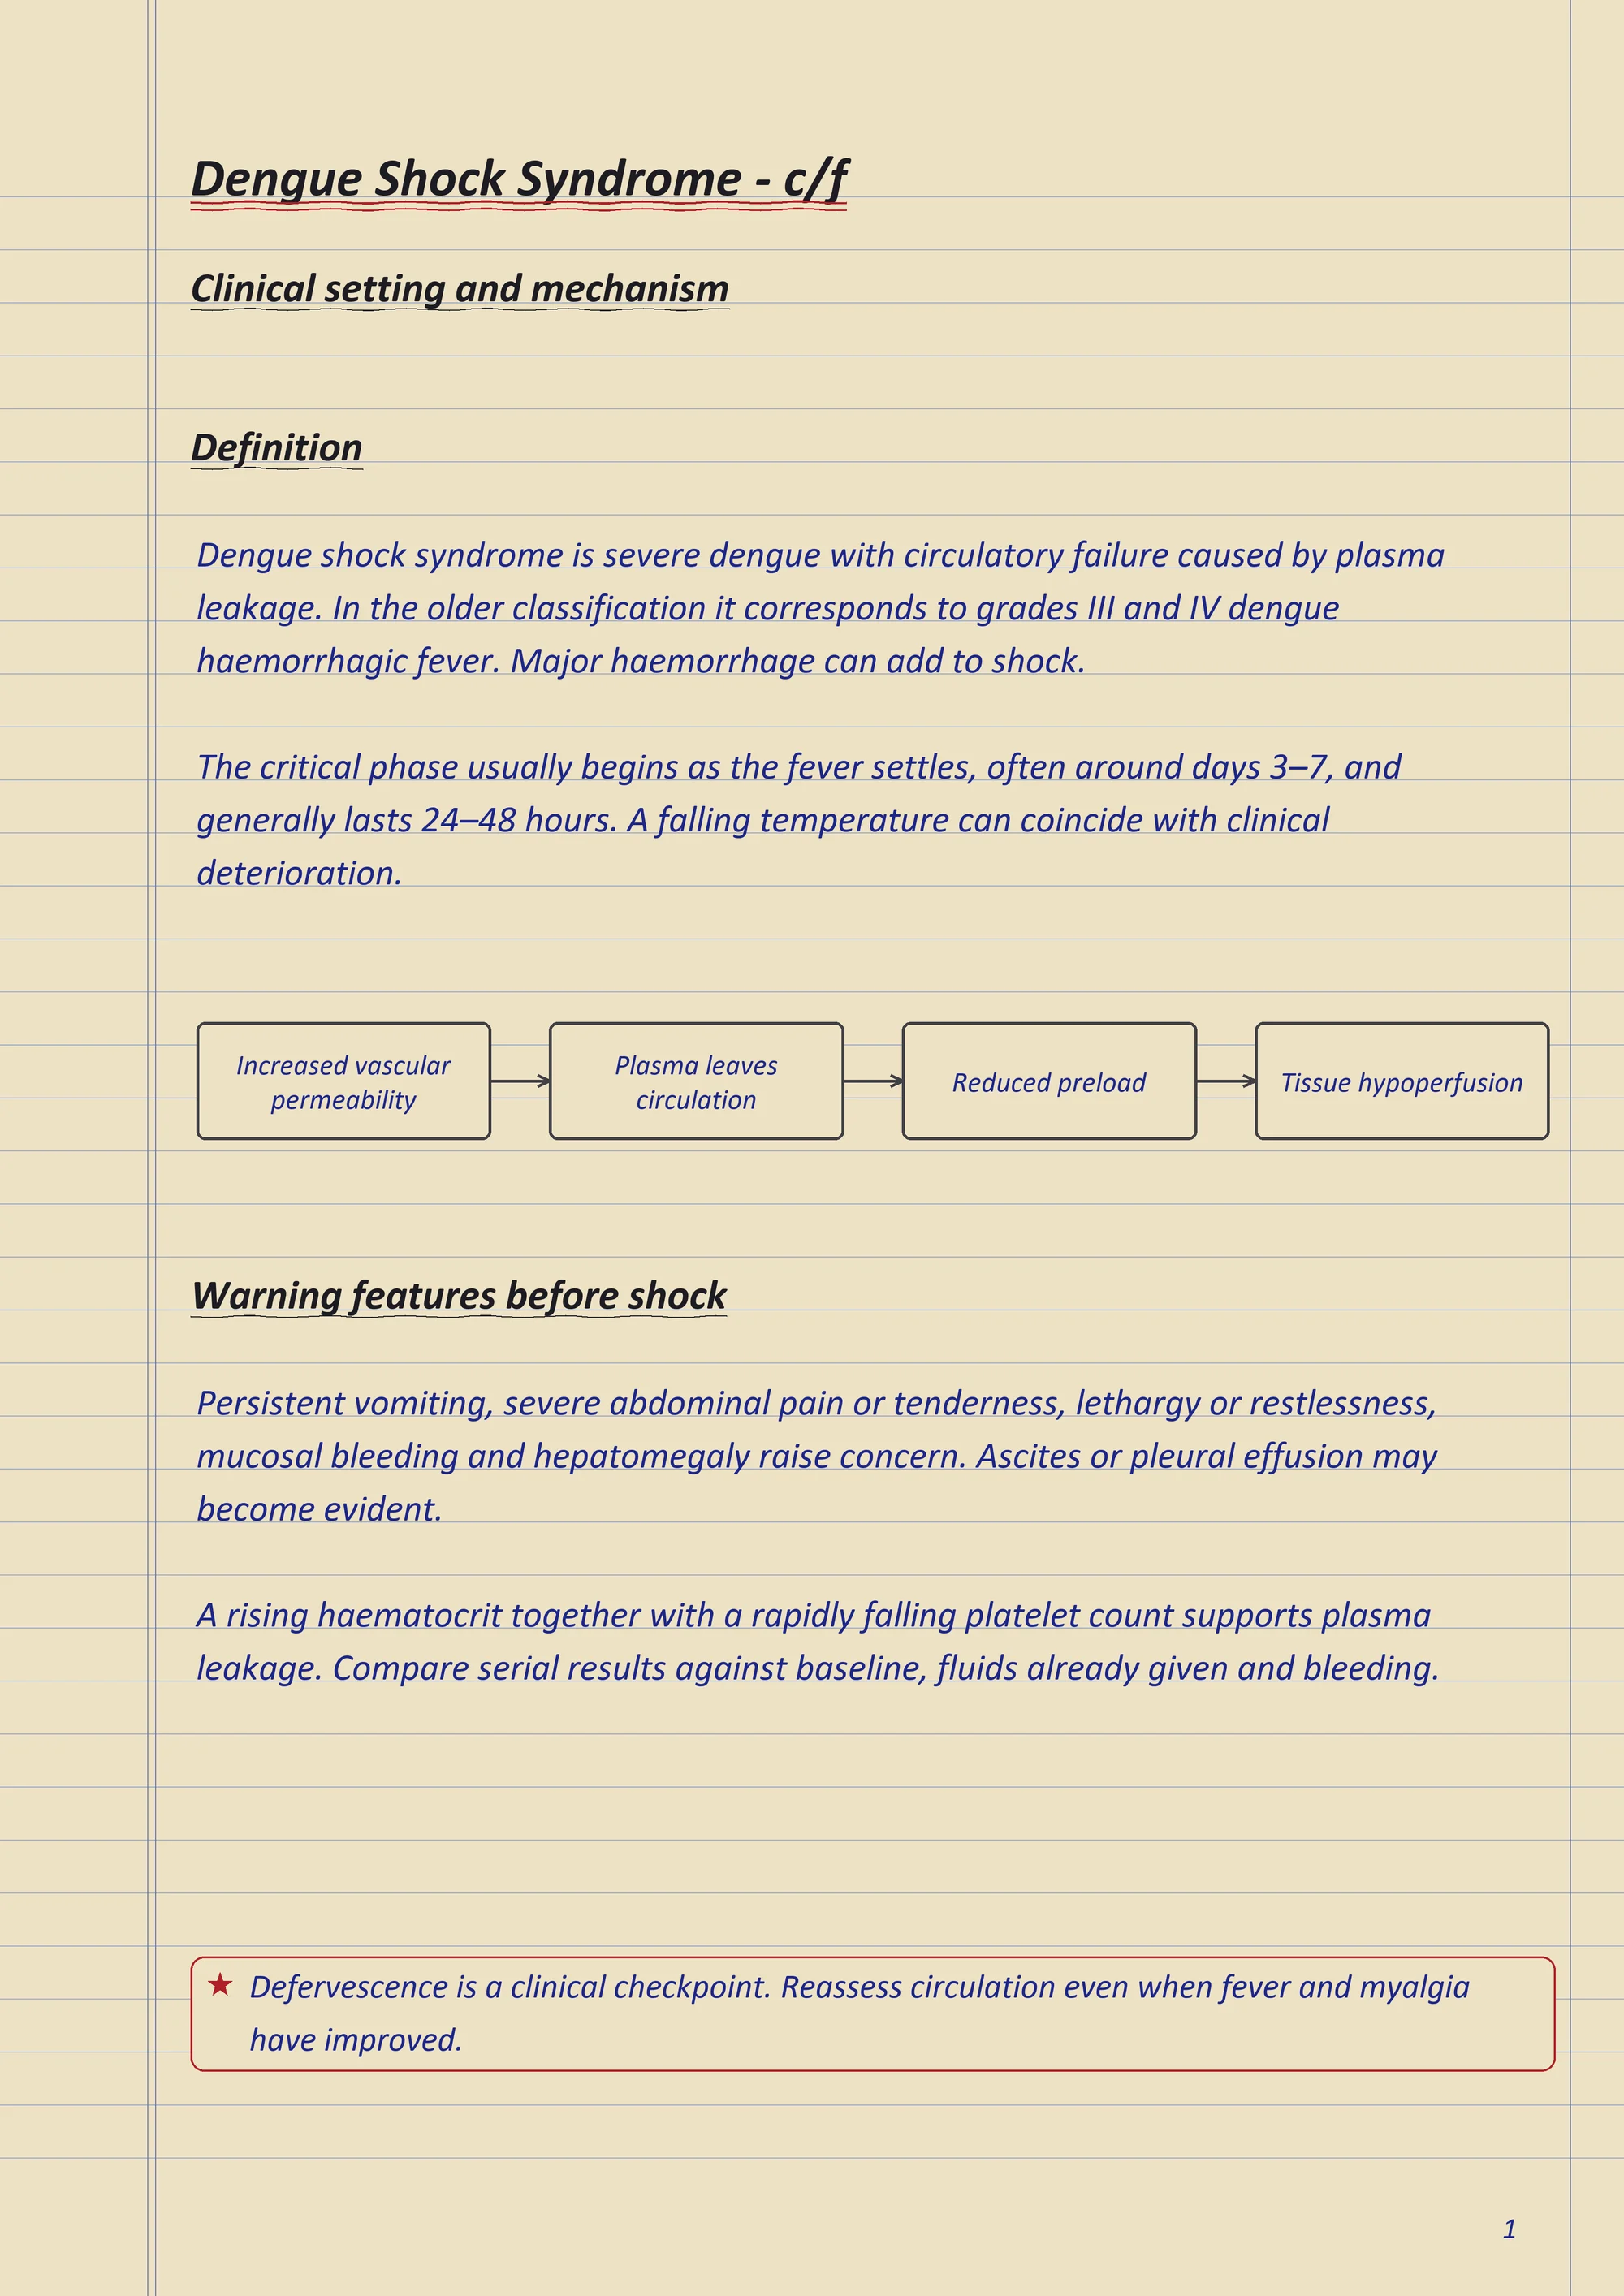 Dengue Shock Syndrome - c/f
Clinical setting and mechanism
Definition
Dengue shock syndrome is severe dengue with circulatory failure caused by plasma
leakage. In the older classification it corresponds to grades III and IV dengue
haemorrhagic fever. Major haemorrhage can add to shock.
The critical phase usually begins as the fever settles, often around days 3–7, and
generally lasts 24–48 hours. A falling temperature can coincide with clinical
deterioration.
Increased vascular
permeability
Plasma leaves
circulation
Reduced preload
Tissue hypoperfusion
Warning features before shock
Persistent vomiting, severe abdominal pain or tenderness, lethargy or restlessness,
mucosal bleeding and hepatomegaly raise concern. Ascites or pleural effusion may
become evident.
A rising haematocrit together with a rapidly falling platelet count supports plasma
leakage. Compare serial results against baseline, fluids already given and bleeding.
★ Defervescence is a clinical checkpoint. Reassess circulation even when fever and myalgia
have improved.
1